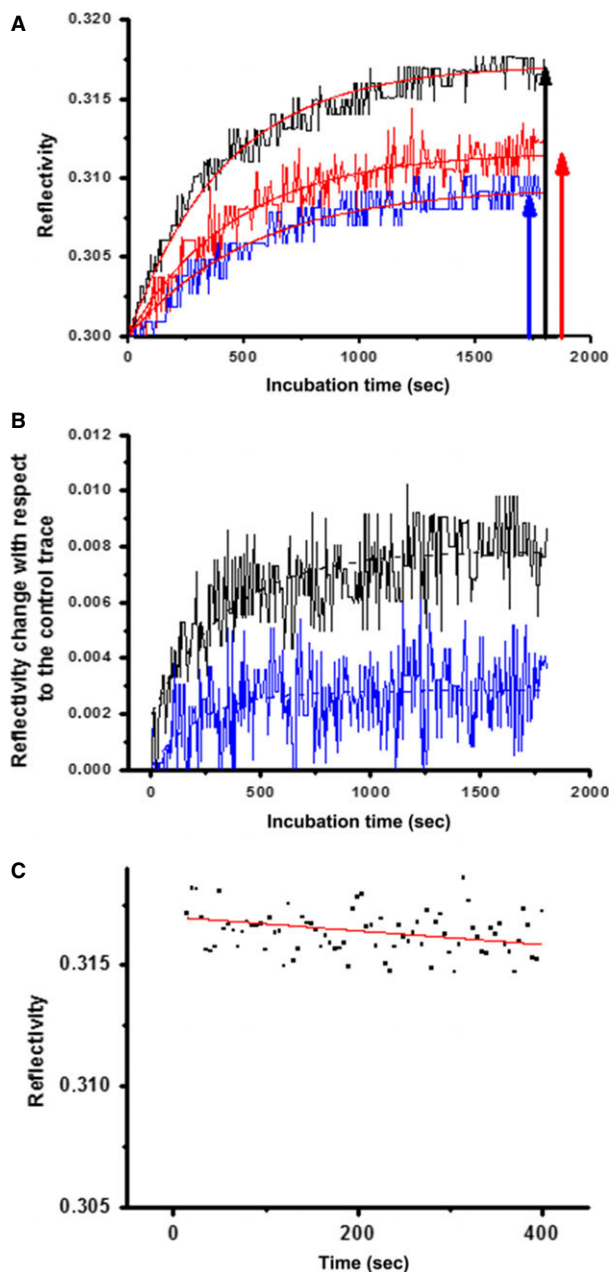 A
0.320
0.315
0.310
0.305
0.300
Reflectivity
0
500
1000
1500
2000
Incubation time (sec)
B
0.012
0.010
0.008
0.006
0.004
0.002
0.000
Reflectivity change with respect
to the control trace
0
500
1000
1500
2000
Incubation time (sec)
C
0.315
0.310
0.305
Reflectivity
0
200
400
Time (sec)